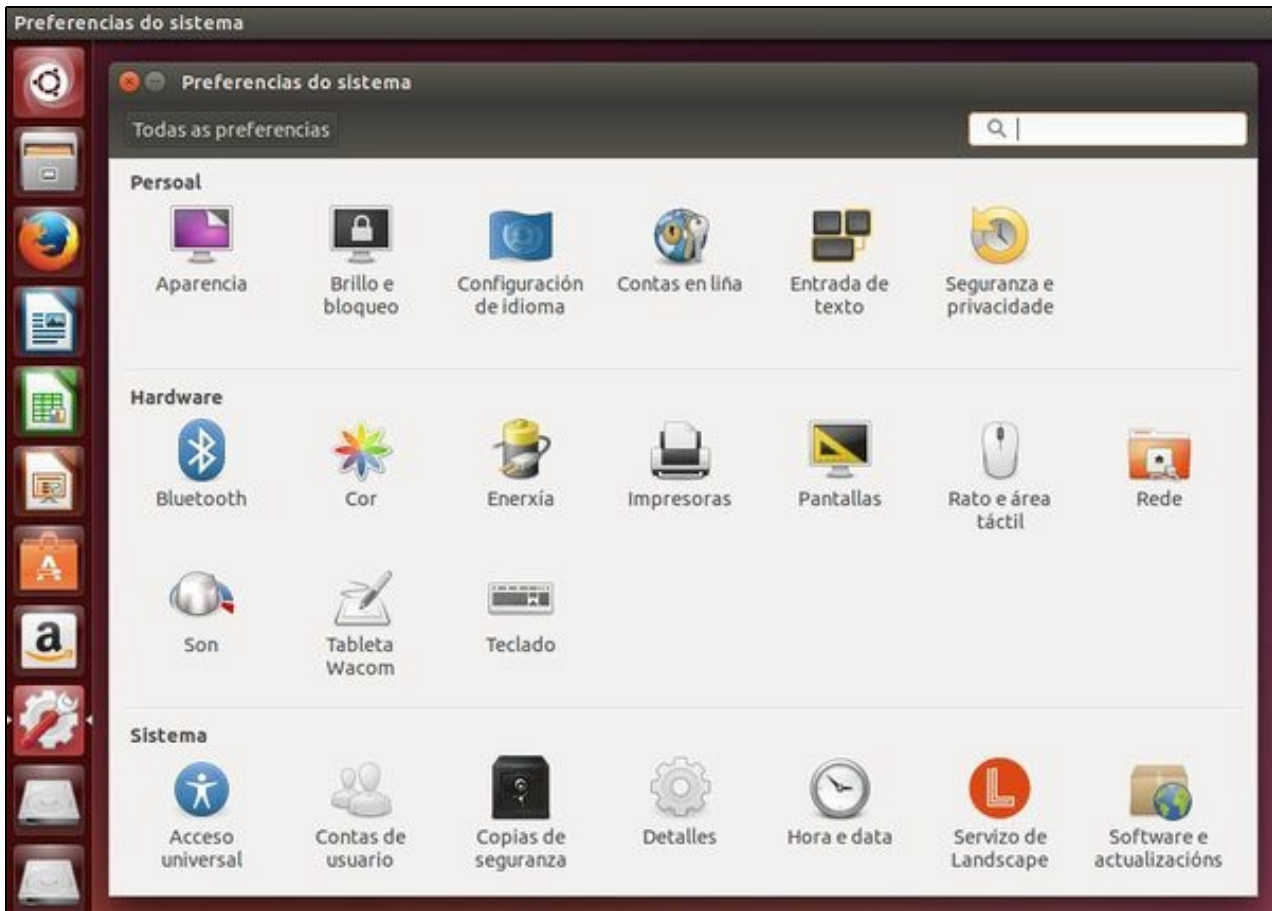 Preferencias do sistema
Preferencias do sistema
Todas as preferencias
Persoal
Aparencia
Brillo e
bloqueo
Configuración
de idioma
Contas en liña
Entrada de
texto
Seguranza e
privacidade
Hardware
Bluetooth
Cor
Enerxía
Impresoras
Pantallas
Rato e área
táctil
Rede
Son
Tableta
Wacom
Teclado
Sistema
Acceso
universal
Contas de
usuario
Copias de
seguranza
Detalles
Hora e data
Servizo de
Landscape
Software e
actualizacións